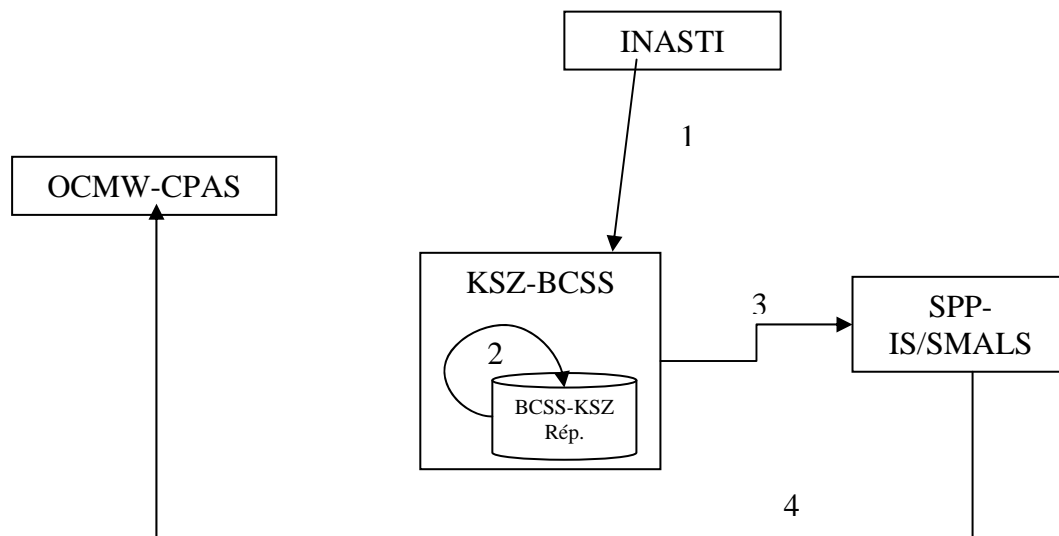 INASTI
1
OCMW-CPAS
KSZ-BCSS
3
SPP-
IS/SMALS
2
BCSS-KSZ
Rép.
4